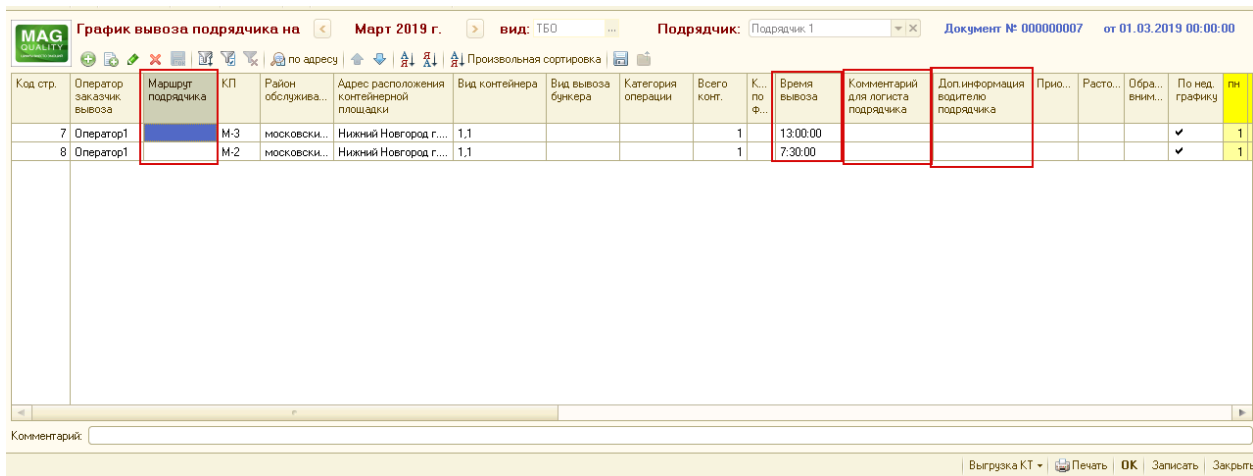 MAG
QUALITY
График вывоза подрядчика на < Март 2019 г. > вид: ТБО ... Подрядчик: Подрядчик 1 Документ № 000000007 от 01.03.2019 00:00:00
по адресу Произвольная сортировка
Код стр. Оператор заказчик вывоза Маршрут подрядчика КП Район обслужива... Адрес расположения контейнерной площадки Вид контейнера Вид вывоза бункера Категория операции Всего конт. К... по Ф... Время вывоза Комментарий для логиста подрядчика Доп.информация водителю подрядчика Прио... Расто... Обра... вним... По нед. графику пн
7 Оператор1 М-3 московски... Нижний Новгород г.... 1,1 1 13:00:00 1
8 Оператор1 М-2 московски... Нижний Новгород г.... 1,1 1 7:30:00 1
Комментарий:
Выгрузка КТ Печать OK Записать Закрыть